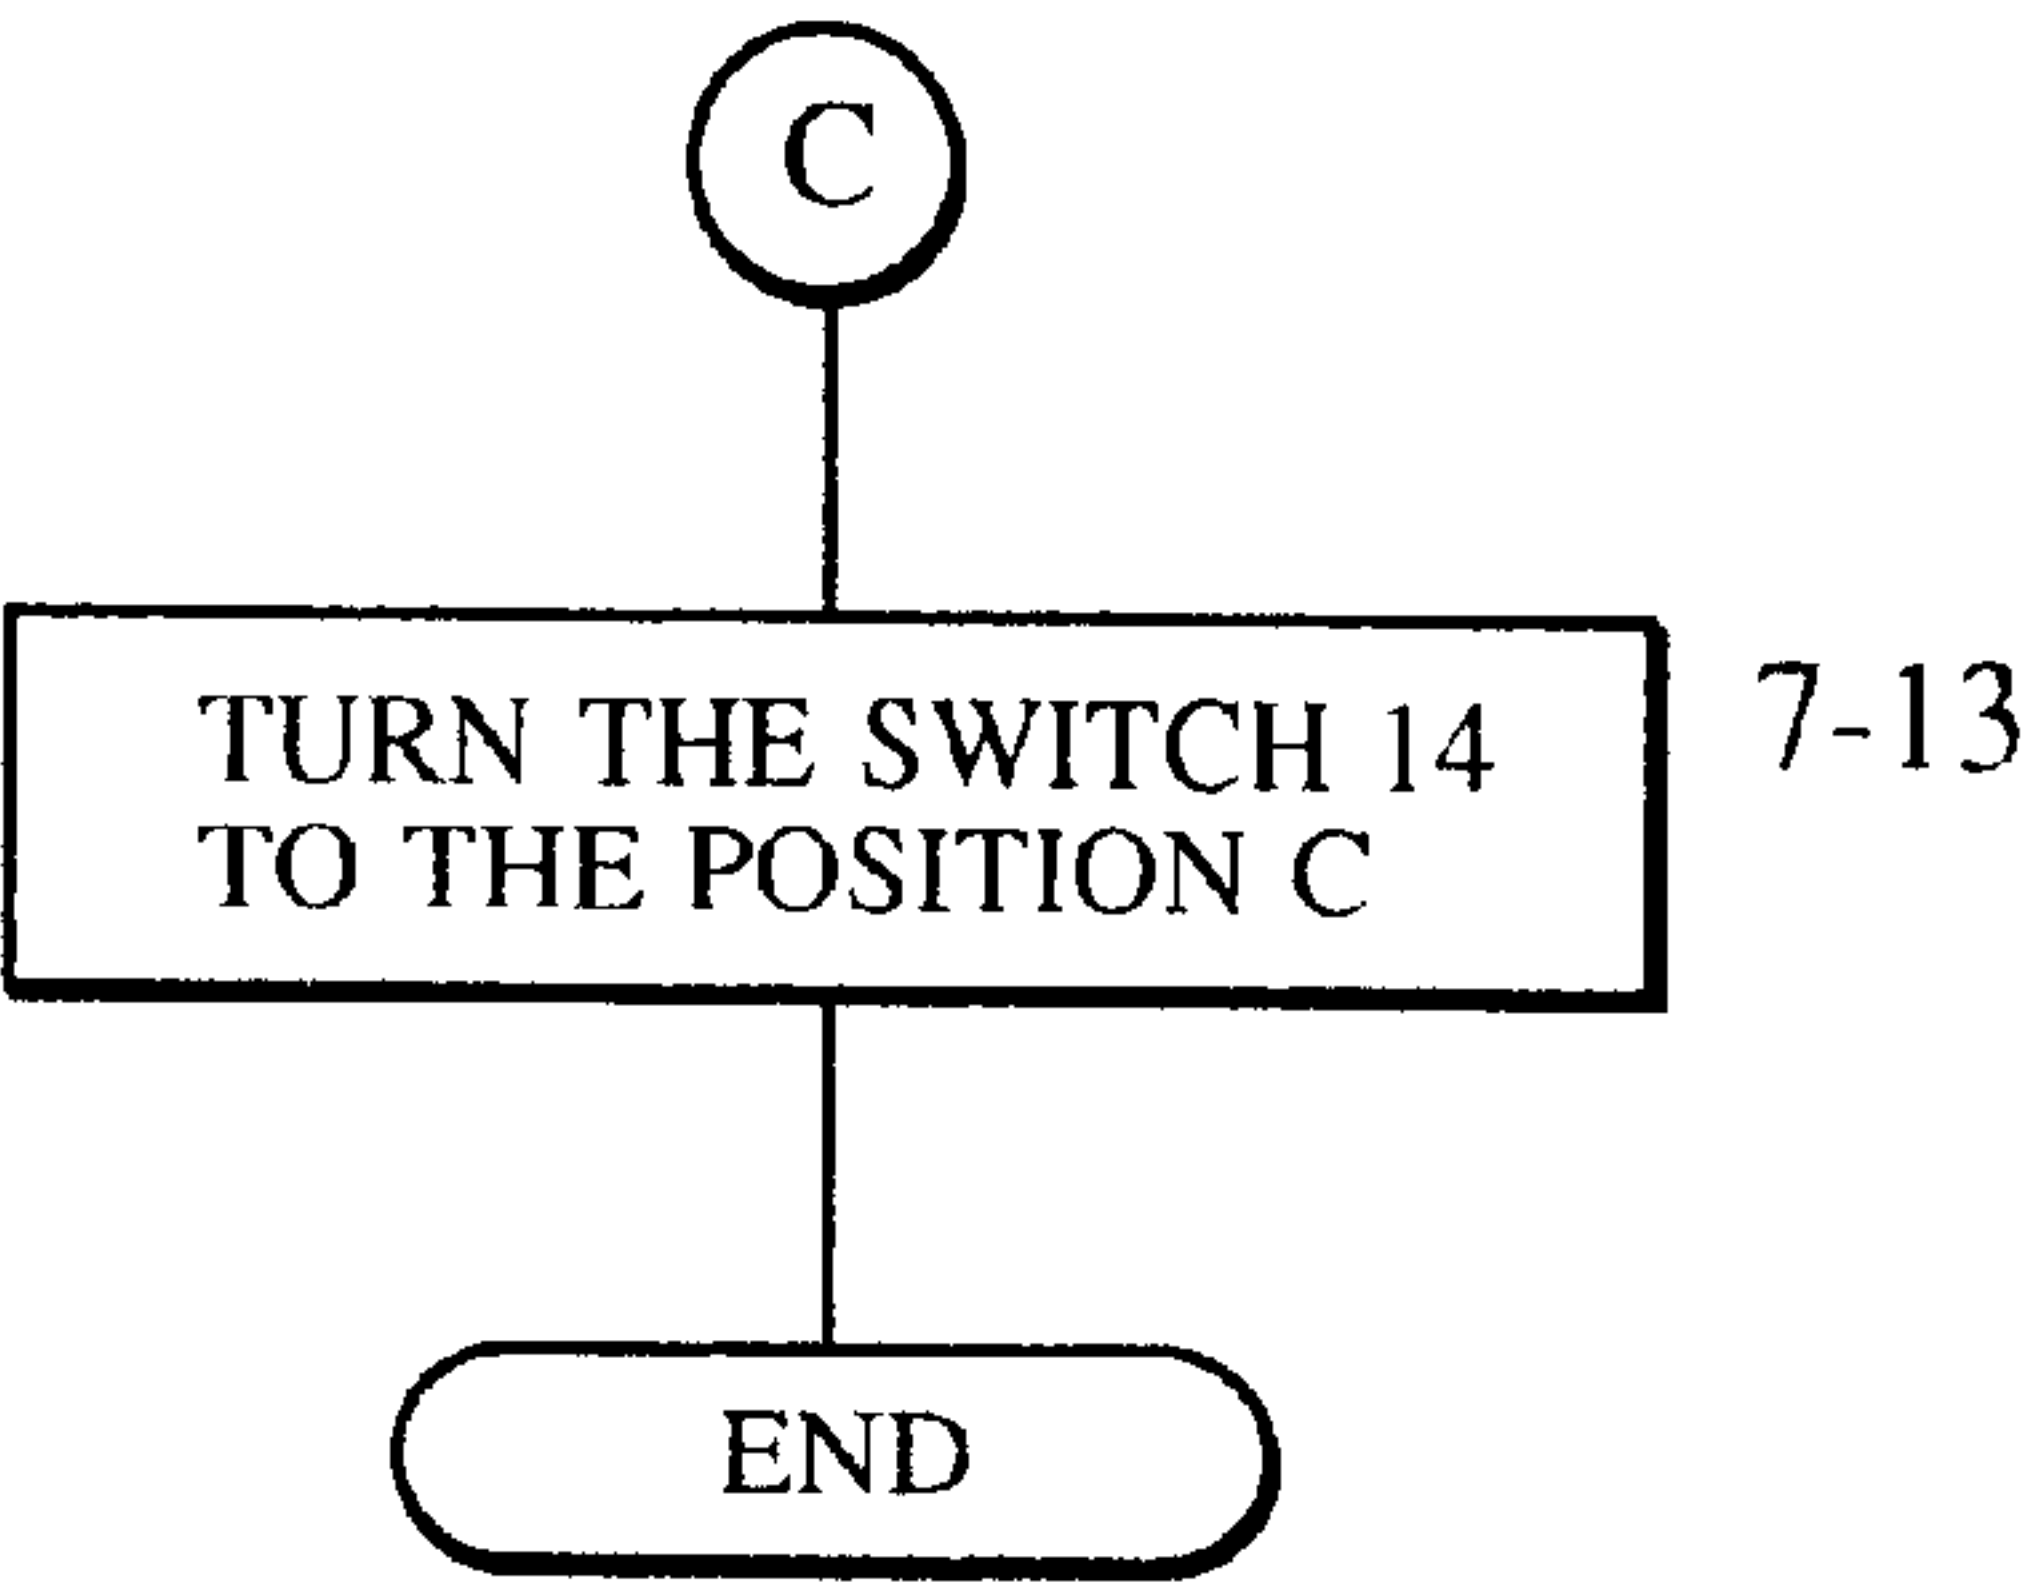 C
TURN THE SWITCH 14
TO THE POSITION C
7-13
END